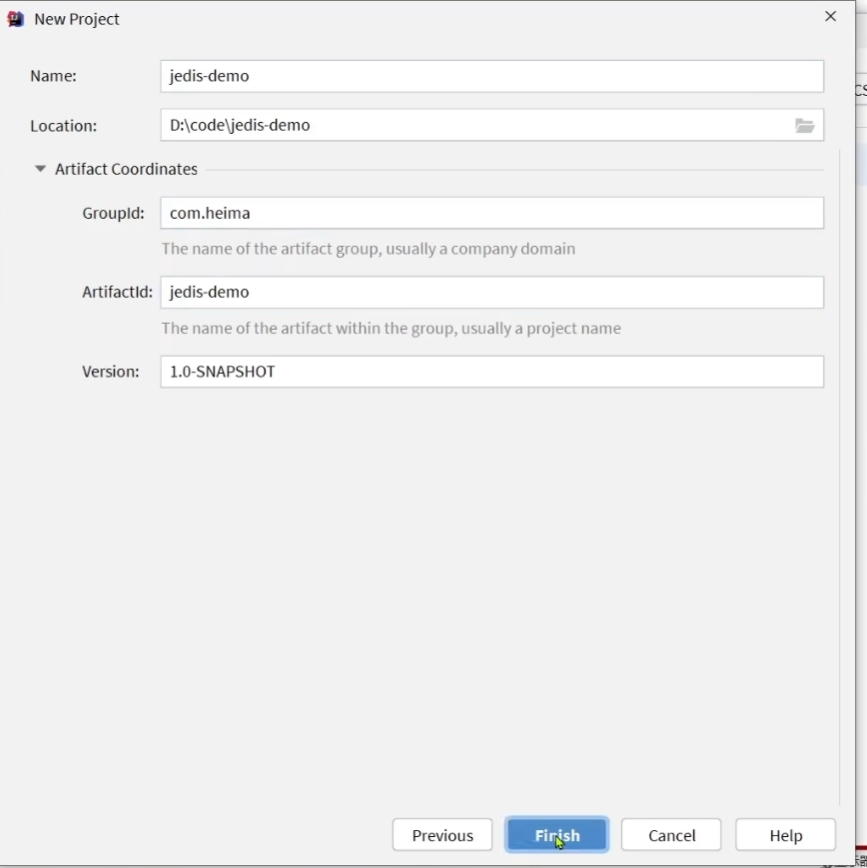 New Project
Name: jedis-demo
Location: D:\code\jedis-demo
Artifact Coordinates
GroupId: com.heima
The name of the artifact group, usually a company domain
ArtifactId: jedis-demo
The name of the artifact within the group, usually a project name
Version: 1.0-SNAPSHOT
Previous Finish Cancel Help